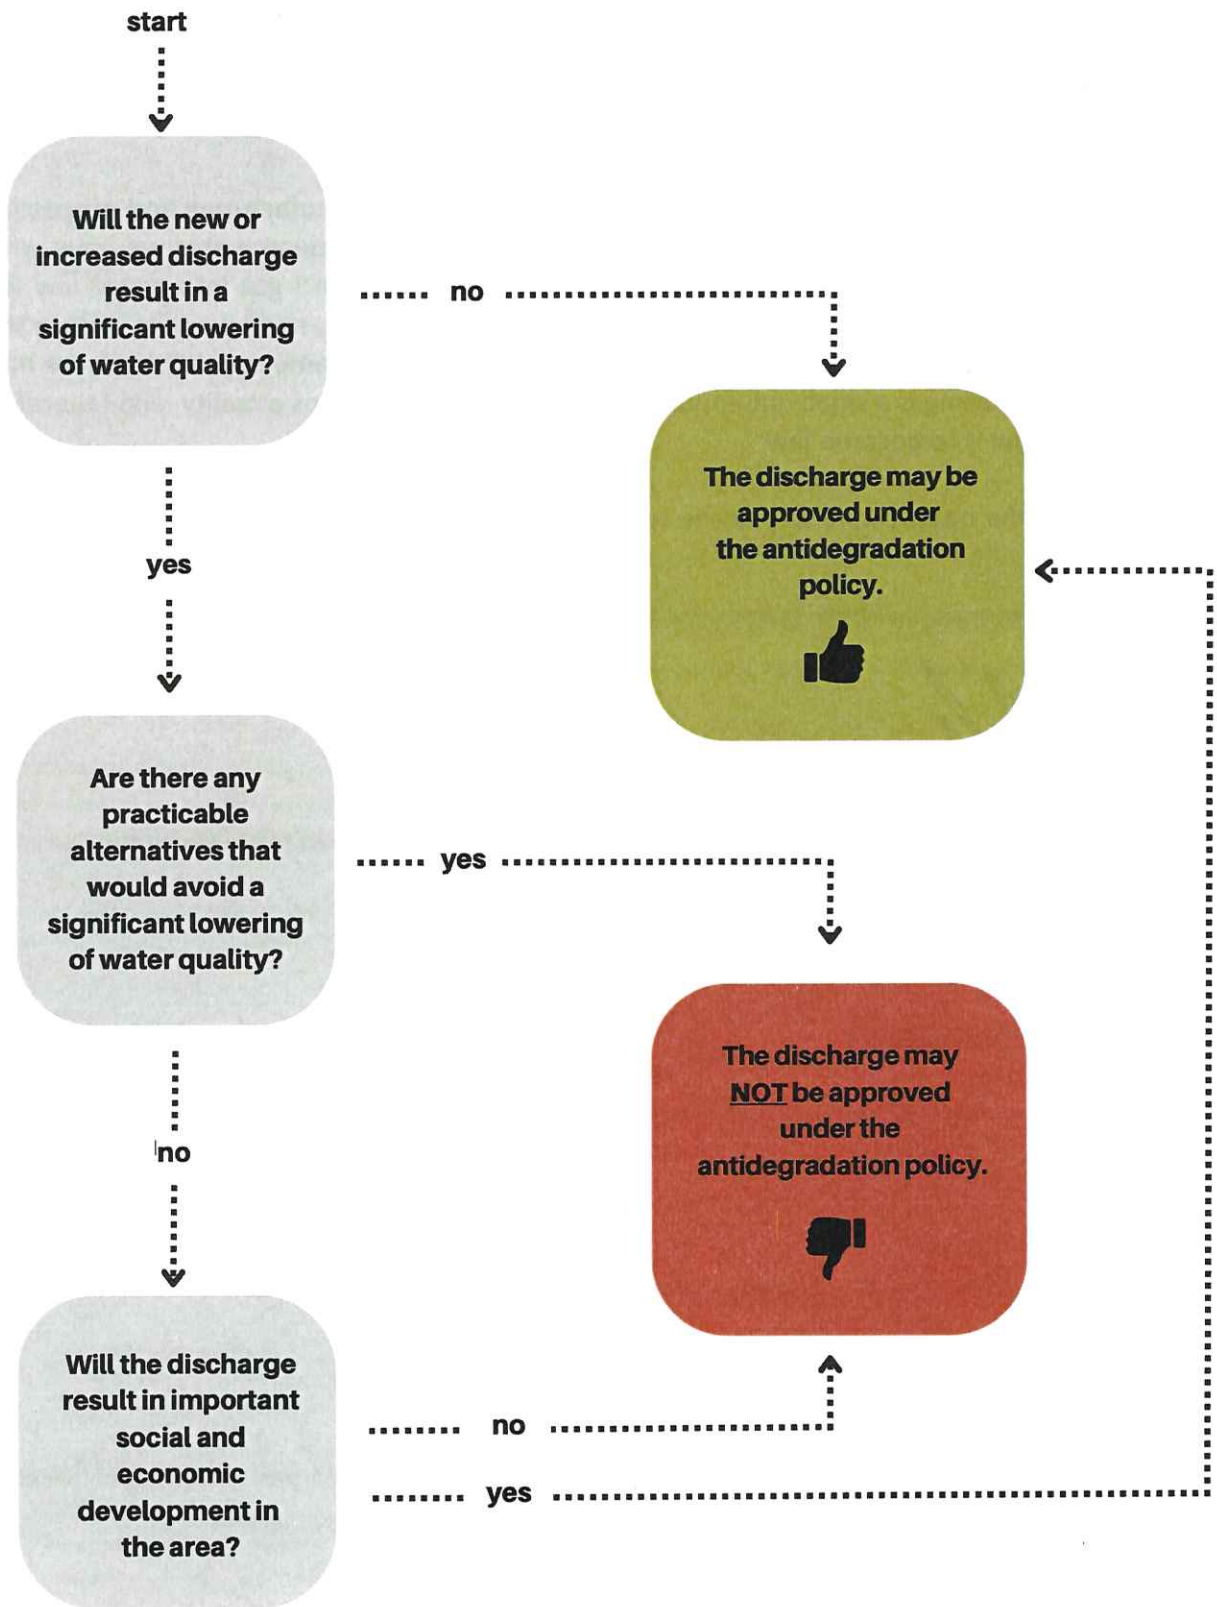 start
Will the new or
increased discharge
result in a
significant lowering
of water quality?
no
The discharge may be
approved under
the antidegradation
policy.
yes
Are there any
practicable
alternatives that
would avoid a
significant lowering
of water quality?
yes
The discharge may
NOT be approved
under the
antidegradation policy.
no
Will the discharge
result in important
social and
economic
development in
the area?
no
yes